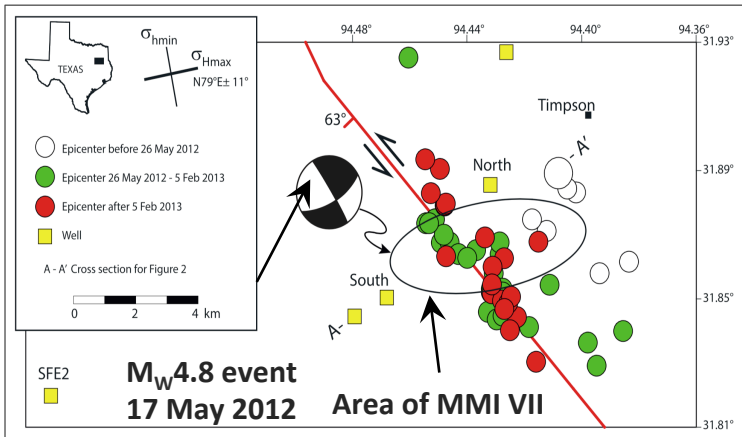 94.48 94.44 94.40 94.36
31.93°
σhmin
σHmax
TEXAS
N79°E± 11°
Timpson
63°
- A'
Epicenter before 26 May 2012
31.89°
North
Epicenter 26 May 2012 - 5 Feb 2013
Epicenter after 5 Feb 2013
Well
A - A' Cross section for Figure 2
South
31.85°
0 2 4 km
A-
SFE2
MW4.8 event
17 May 2012
Area of MMI VII
31.81°